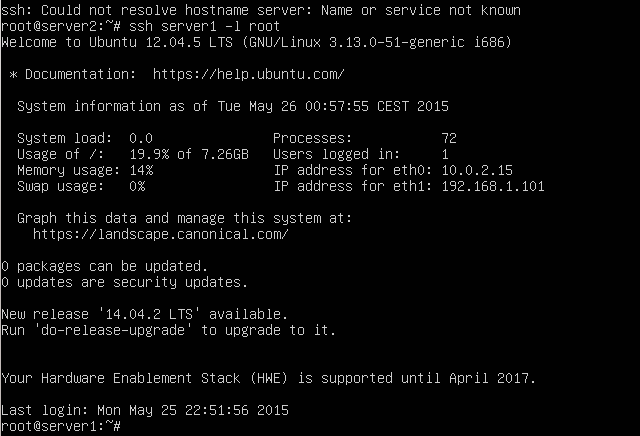 ssh: Could not resolve hostname server: Name or service not known
root@server2:~# ssh server1 -l root
Welcome to Ubuntu 12.04.5 LTS (GNU/Linux 3.13.0-51-generic i686)
* Documentation:  https://help.ubuntu.com/
System information as of Tue May 26 00:57:55 CEST 2015
System load:  0.0               Processes:           72
Usage of /:   19.9% of 7.26GB   Users logged in:     1
Memory usage: 14%               IP address for eth0: 10.0.2.15
Swap usage:   0%                IP address for eth1: 192.168.1.101
Graph this data and manage this system at:
https://landscape.canonical.com/
0 packages can be updated.
0 updates are security updates.
New release '14.04.2 LTS' available.
Run 'do-release-upgrade' to upgrade to it.
Your Hardware Enablement Stack (HWE) is supported until April 2017.
Last login: Mon May 25 22:51:56 2015
root@server1:~#